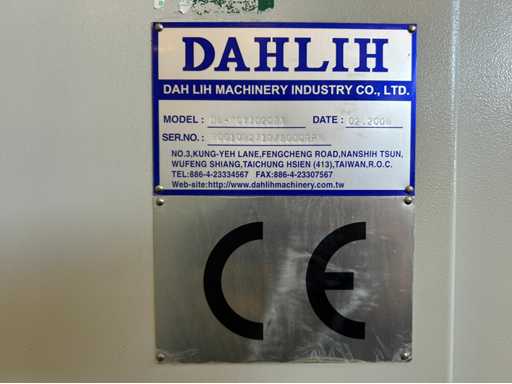 DAHLIH
DAH LIH MACHINERY INDUSTRY CO., LTD.
MODEL : DATE : 02.2008
SER.NO. :
NO.3,KUNG-YEH LANE,FENGCHENG ROAD,NANSHIH TSUN,
WUFENG SHIANG,TAICHUNG HSIEN (413),TAIWAN,R.O.C.
TEL:886-4-23334567 FAX:886-4-23307567
Web-site:http://www.dahlihmachinery.com.tw
CE